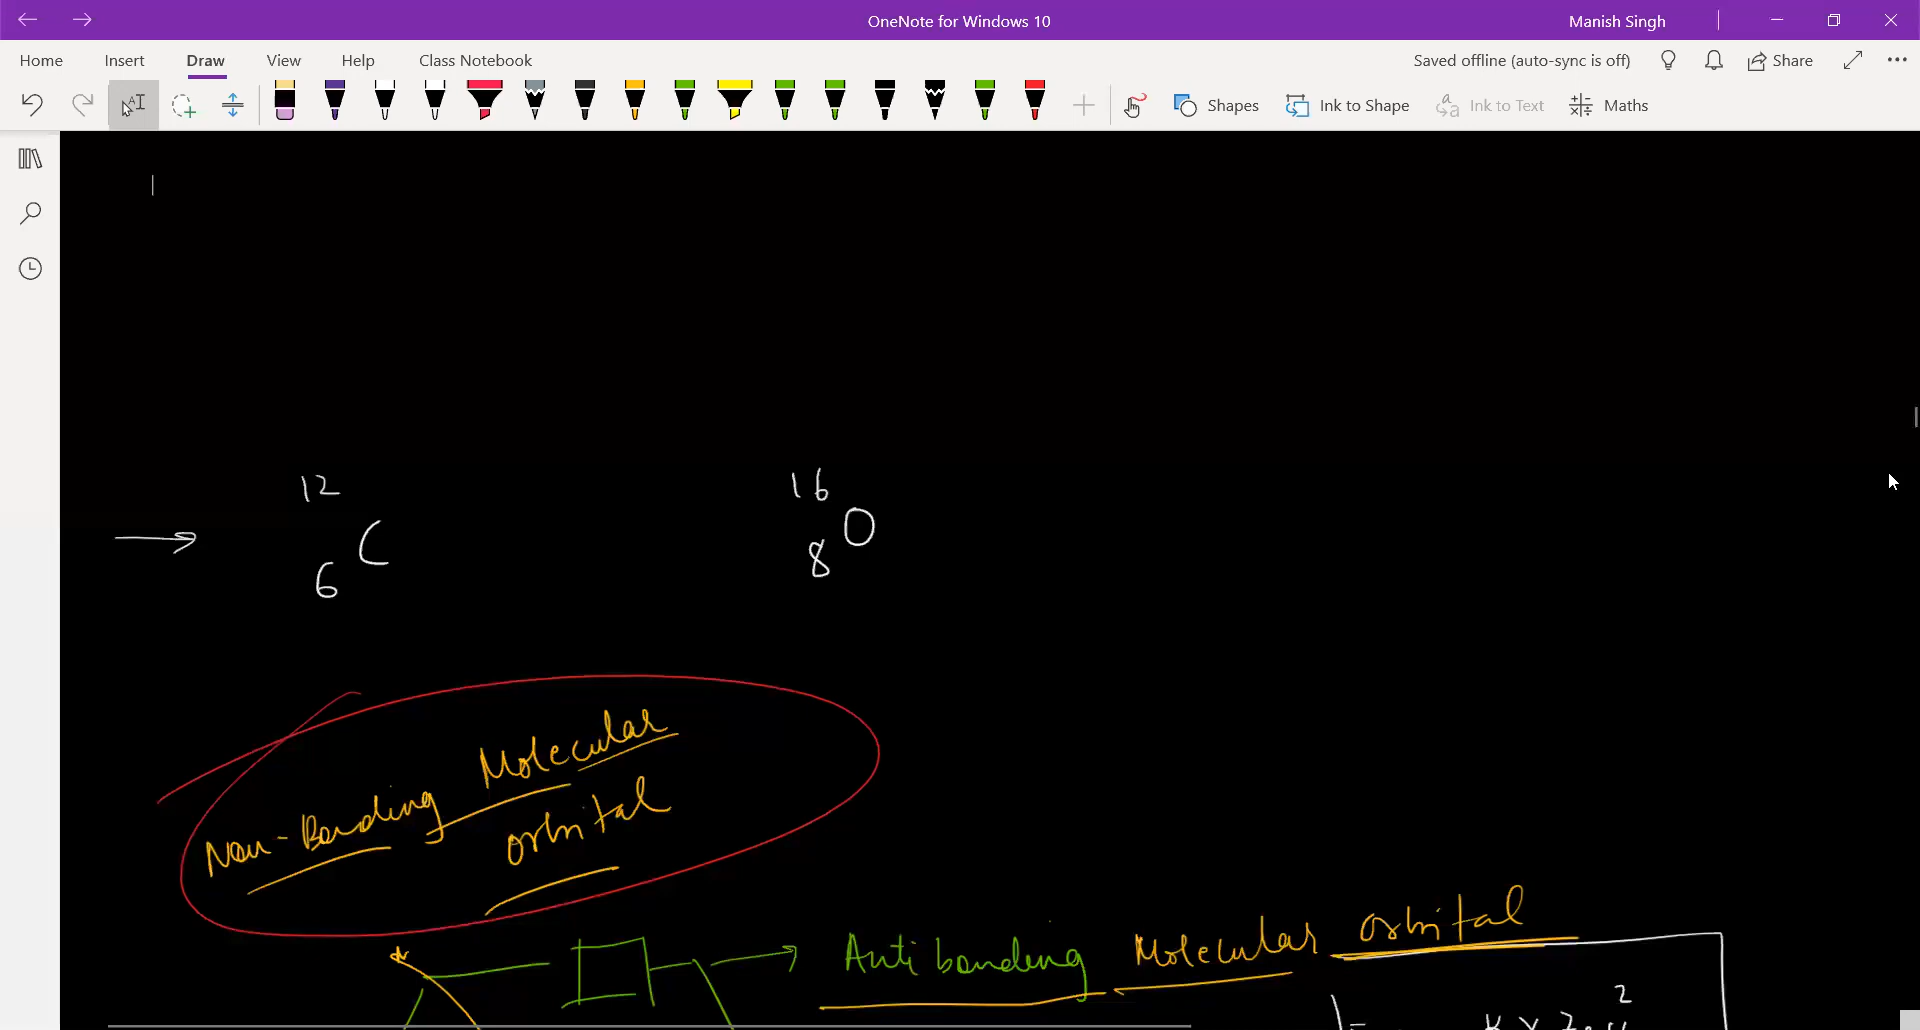 OneNote for Windows 10
Manish Singh
Home Insert Draw View Help Class Notebook
Saved offline (auto-sync is off) Share
Shapes Ink to Shape Ink to Text Maths
12 16
6 C 8 O
Non-Bonding Molecular
orbital
Anti bonding Molecular orbital
2